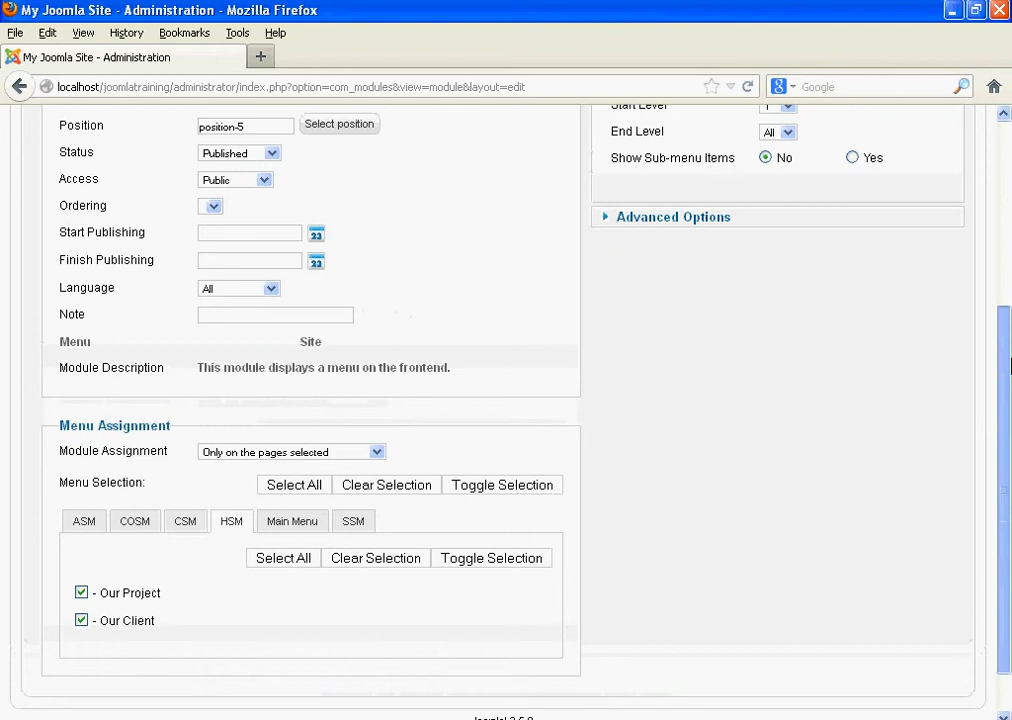 My Joomla Site - Administration - Mozilla Firefox
File Edit View History Bookmarks Tools Help
My Joomla Site - Administration
localhost/joomlatraining/administrator/index.php?option=com_modules&view=module&layout=edit
Google
Position position-5 Select position
Status Published
Access Public
Ordering
Start Publishing 23
Finish Publishing 23
Language All
Note
Menu Site
Module Description This module displays a menu on the frontend.
Start Level 1
End Level All
Show Sub-menu Items No Yes
Advanced Options
Menu Assignment
Module Assignment Only on the pages selected
Menu Selection: Select All Clear Selection Toggle Selection
ASM COSM CSM HSM Main Menu SSM
Select All Clear Selection Toggle Selection
- Our Project
- Our Client